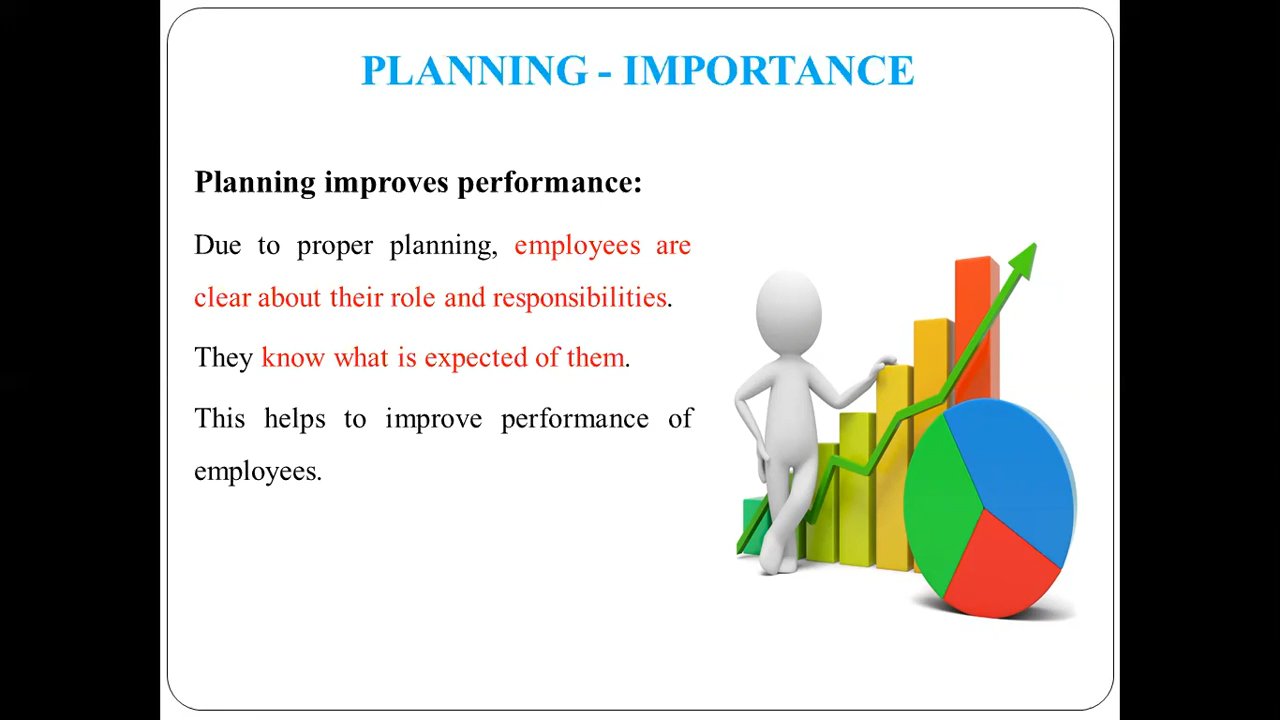 PLANNING - IMPORTANCE
Planning improves performance:
Due to proper planning, employees are
clear about their role and responsibilities.
They know what is expected of them.
This helps to improve performance of
employees.